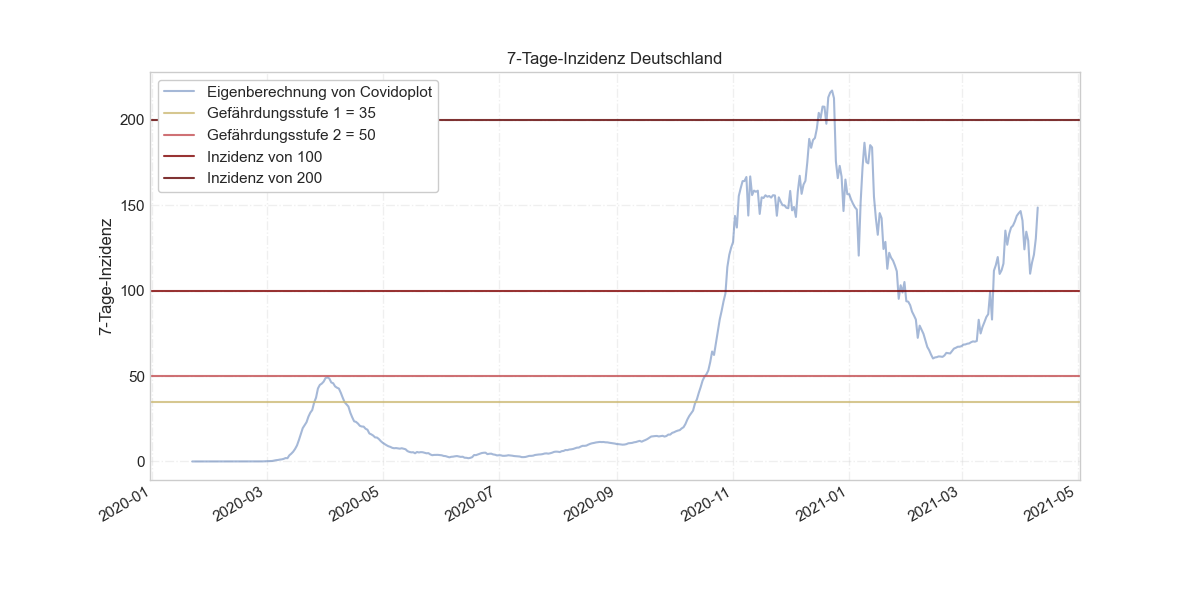 7-Tage-Inzidenz Deutschland
Eigenberechnung von Covidoplot
Gefährdungsstufe 1 = 35
Gefährdungsstufe 2 = 50
Inzidenz von 100
Inzidenz von 200
7-Tage-Inzidenz
200
150
100
50
0
2020-01
2020-03
2020-05
2020-07
2020-09
2020-11
2021-01
2021-03
2021-05